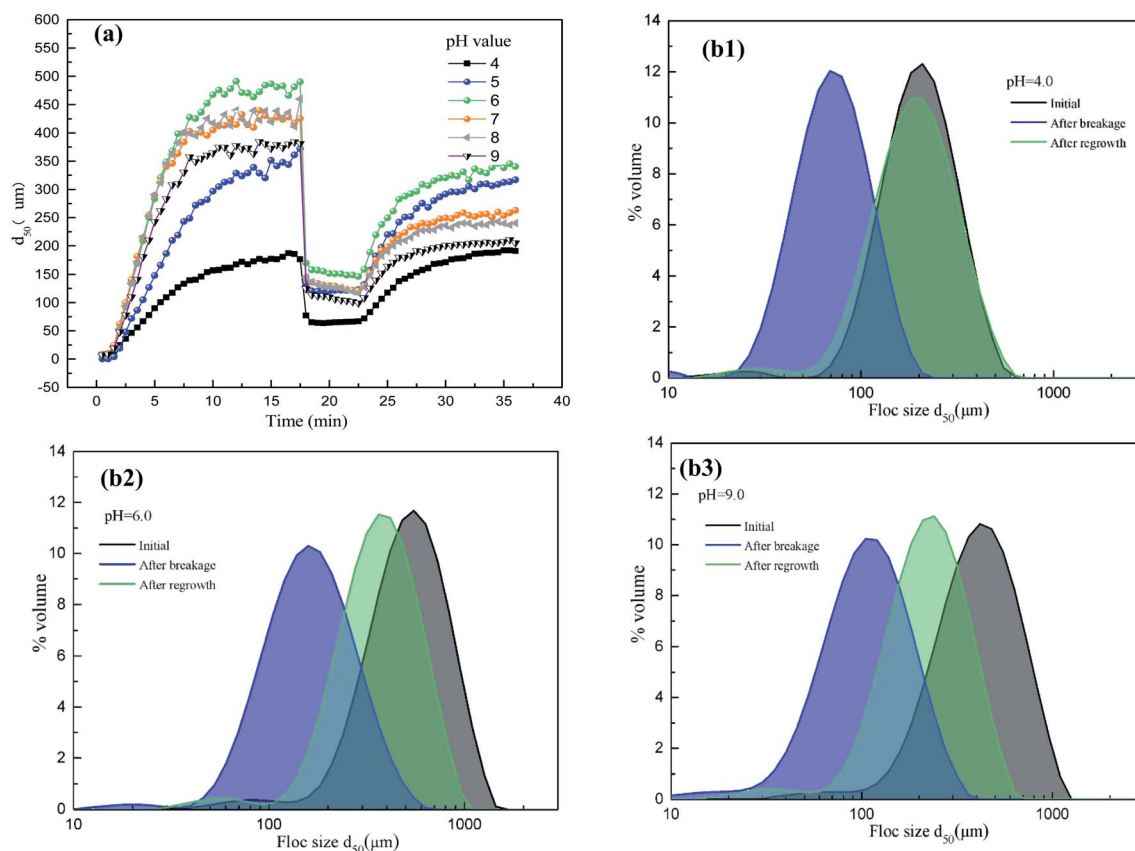 (a)
pH value
4
5
6
7
8
9
600
550
500
450
400
350
300
250
200
150
100
50
0
-50
d50( um)
0 5 10 15 20 25 30 35 40
Time (min)
(b1)
pH=4.0
Initial
After breakage
After regrowth
14
12
10
8
6
4
2
0
% volume
10 100 1000
Floc size d50(μm)
(b2)
pH=6.0
Initial
After breakage
After regrowth
14
12
10
8
6
4
2
0
% volume
10 100 1000
Floc size d50(μm)
(b3)
pH=9.0
Initial
After breakage
After regrowth
14
12
10
8
6
4
2
0
% volume
10 100 1000
Floc size d50(μm)